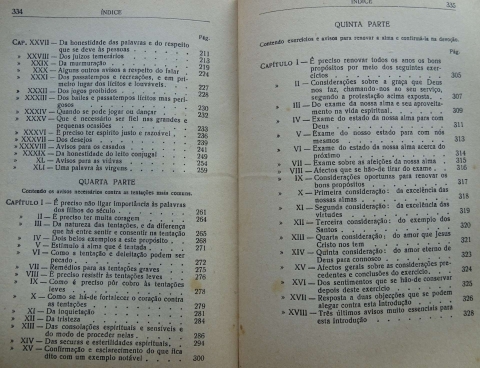 334 ÍNDICE
Pág.
CAP. XXVII — Da honestidade das palavras e do respeito
que se deve às pessoas 211
» XXVIII — Dos juízos temerários 213
» XXIX — Da murmuração 219
» XXX — Alguns outros avisos a respeito do falar 224
» XXXI — Dos passatempos e recreações, e em pri-
meiro lugar dos lícitos e louváveis. 227
» XXXII — Dos jogos proibidos 228
» XXXIII — Dos bailes e passatempos lícitos mas peri-
gosos 230
» XXXIV — Quando se pode jogar ou dançar 232
» XXXV — Que é necessário ser fiel nas grandes e
pequenas ocasiões 233
» XXXVI — É preciso ter espírito justo e razoável 236
» XXXVII — Dos desejos 239
» XXXVIII — Avisos para os casados 241
» XXXIX — Da honestidade do leito conjugal 249
» XL — Avisos para as viúvas 254
» XLI — Uma palavra às virgens 259
QUARTA PARTE
Contendo os avisos necessários contra as tentações mais comuns.
CAPÍTULO I — É preciso não ligar importância às palavras
dos filhos do século 261
» II — É preciso ter muita coragem 264
» III — Da natureza das tentações, e da diferença
que há entre sentir e consentir na tentação 265
» IV — Dois belos exemplos a este propósito 268
» V — Estímulo à alma que é tentada 271
» VI — Como a tentação e deleitação podem ser
pecado 272
» VII — Remédios para as tentações graves 275
» VIII — É preciso resistir às tentações leves 276
» IX — Como é preciso pôr cobro às tentações
leves 278
» X — Como se há-de fortalecer o coração contra
as tentações 279
» XI — Da inquietação 281
» XII — Da tristeza 284
» XIII — Das consolações espirituais e sensíveis e
do modo de proceder nelas 286
» XIV — Das securas e esterilidades espirituais 294
» XV — Confirmação e esclarecimento do que fica
dito com um exemplo notável 300
ÍNDICE 335
QUINTA PARTE
Contendo exercícios e avisos para renovar a alma e confirmá-la na devoção.
Pág.
CAPÍTULO I — É preciso renovar todos os anos os bons
propósitos por meio dos seguintes exer-
cícios 305
» II — Considerações sobre a graça que Deus
nos faz, chamando-nos ao seu serviço,
segundo a protestação acima exposta 307
» III — Do exame da nossa alma e seu aproveita-
mento na vida espiritual 309
» IV — Exame do estado da nossa alma para com
Deus 311
» V — Exame do nosso estado para com nós
mesmos 313
» VI — Exame do estado da nossa alma acerca do
próximo 314
» VII — Exame sobre as afeições da nossa alma 315
» VIII — Afectos que se hão-de tirar do exame 316
» IX — Considerações oportunas para renovar os
bons propósitos 317
» X — Primeira consideração: da excelência das
nossas almas 318
» XI — Segunda consideração: da excelência das
virtudes 319
» XII — Terceira consideração: do exemplo dos
Santos 320
» XIII — Quarta consideração: do amor que Jesus
Cristo nos tem 321
» XIV — Quinta consideração: do amor eterno de
Deus para connosco 323
» XV — Afectos gerais sobre as considerações pre-
cedentes e conclusões do exercício 324
» XVI — Dos sentimentos que se hão-de conservar
depois deste exercício 325
» XVII — Resposta a duas objecções que se podem
alegar contra esta Introdução 326
» XVIII — Três últimos avisos muito essenciais para
esta introdução 328